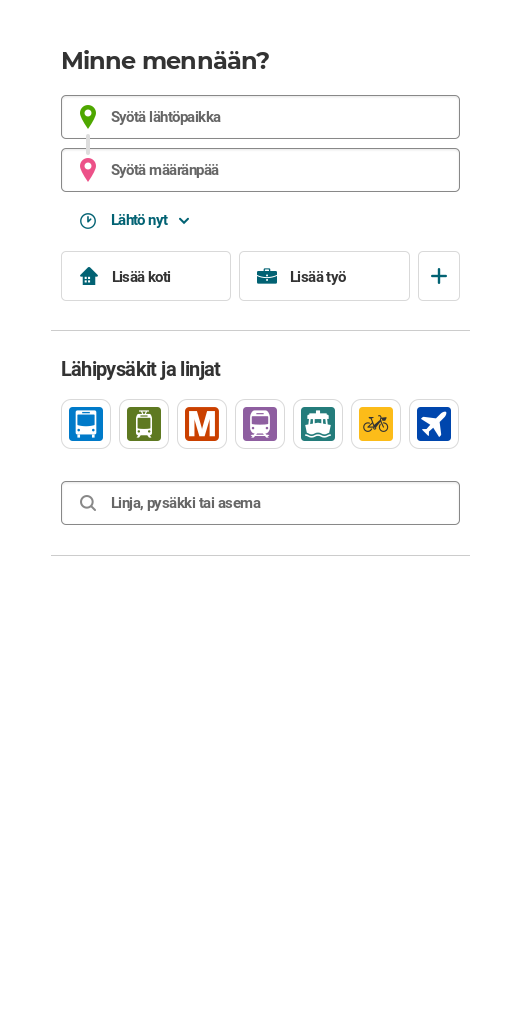 Minne mennään?
Syötä lähtöpaikka
Syötä määränpää
Lähtö nyt
Lisää koti
Lisää työ
Lähipysäkit ja linjat
M
Linja, pysäkki tai asema